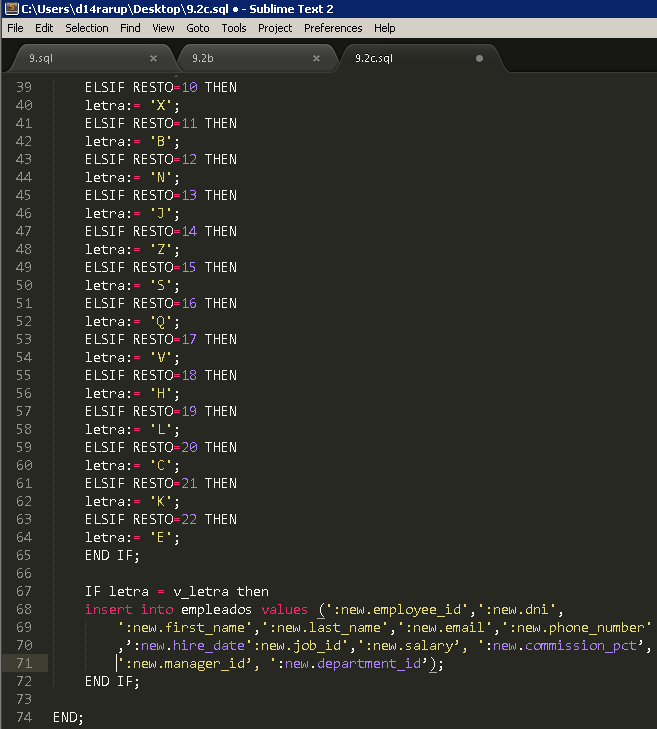 C:\Users\d14rarup\Desktop\9.2c.sql • - Sublime Text 2
File Edit Selection Find View Goto Tools Project Preferences Help
9.sql × 9.2b × 9.2c.sql
39 ELSIF RESTO=10 THEN
40 letra:= 'X';
41 ELSIF RESTO=11 THEN
42 letra:= 'B';
43 ELSIF RESTO=12 THEN
44 letra:= 'N';
45 ELSIF RESTO=13 THEN
46 letra:= 'J';
47 ELSIF RESTO=14 THEN
48 letra:= 'Z';
49 ELSIF RESTO=15 THEN
50 letra:= 'S';
51 ELSIF RESTO=16 THEN
52 letra:= 'Q';
53 ELSIF RESTO=17 THEN
54 letra:= 'V';
55 ELSIF RESTO=18 THEN
56 letra:= 'H';
57 ELSIF RESTO=19 THEN
58 letra:= 'L';
59 ELSIF RESTO=20 THEN
60 letra:= 'C';
61 ELSIF RESTO=21 THEN
62 letra:= 'K';
63 ELSIF RESTO=22 THEN
64 letra:= 'E';
65 END IF;
66
67 IF letra = v_letra then
68 insert into empleados values (':new.employee_id',':new.dni',
69 ':new.first_name',':new.last_name',':new.email',':new.phone_number'
70 ,’:new.hire_date':new.job_id',':new.salary’, ':new.commission_pct’,
71 ':new.manager_id’, ':new.department_id’);
72 END IF;
73
74 END;